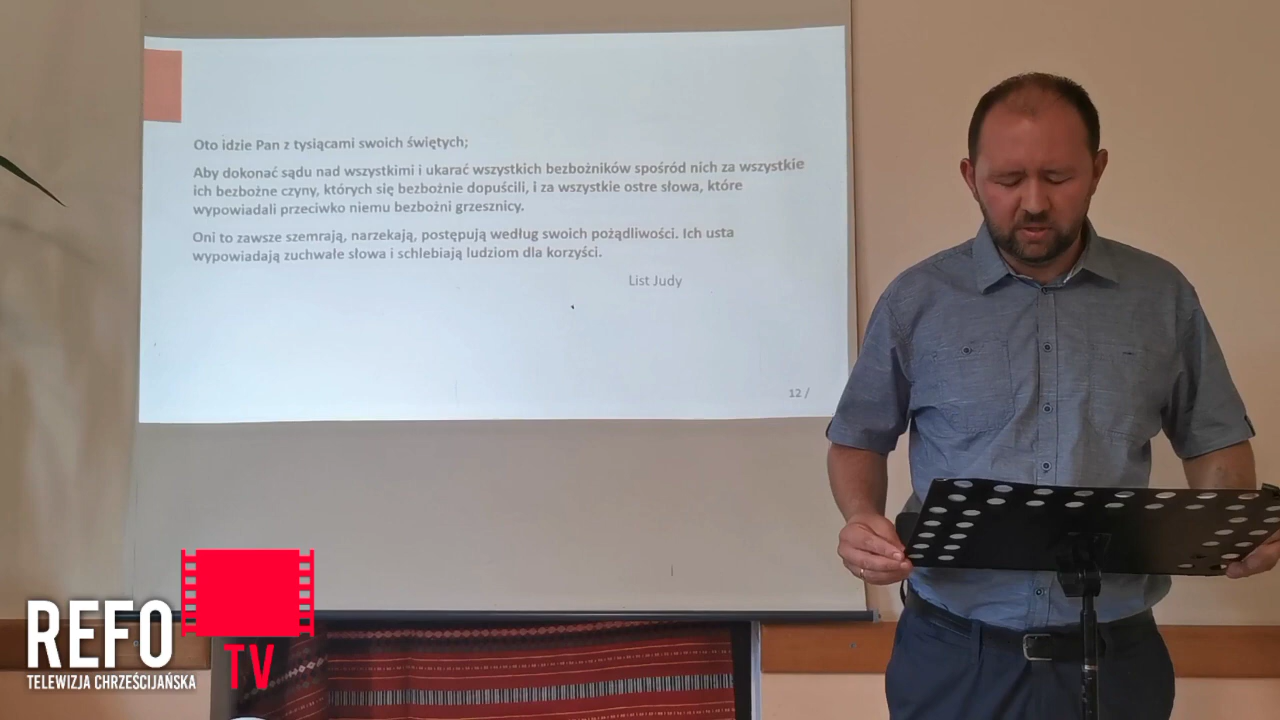 Oto idzie Pan z tysiącami swoich świętych;
Aby dokonać sądu nad wszystkimi i ukarać wszystkich bezbożników spośród nich za wszystkie
ich bezbożne czyny, których się bezbożnie dopuścili, i za wszystkie ostre słowa, które
wypowiadali przeciwko niemu bezbożni grzesznicy.
Oni to zawsze szemrają, narzekają, postępują według swoich pożądliwości. Ich usta
wypowiadają zuchwałe słowa i schlebiają ludziom dla korzyści.
List Judy
12 /
REFO
TV
TELEWIZJA CHRZEŚCIJAŃSKA